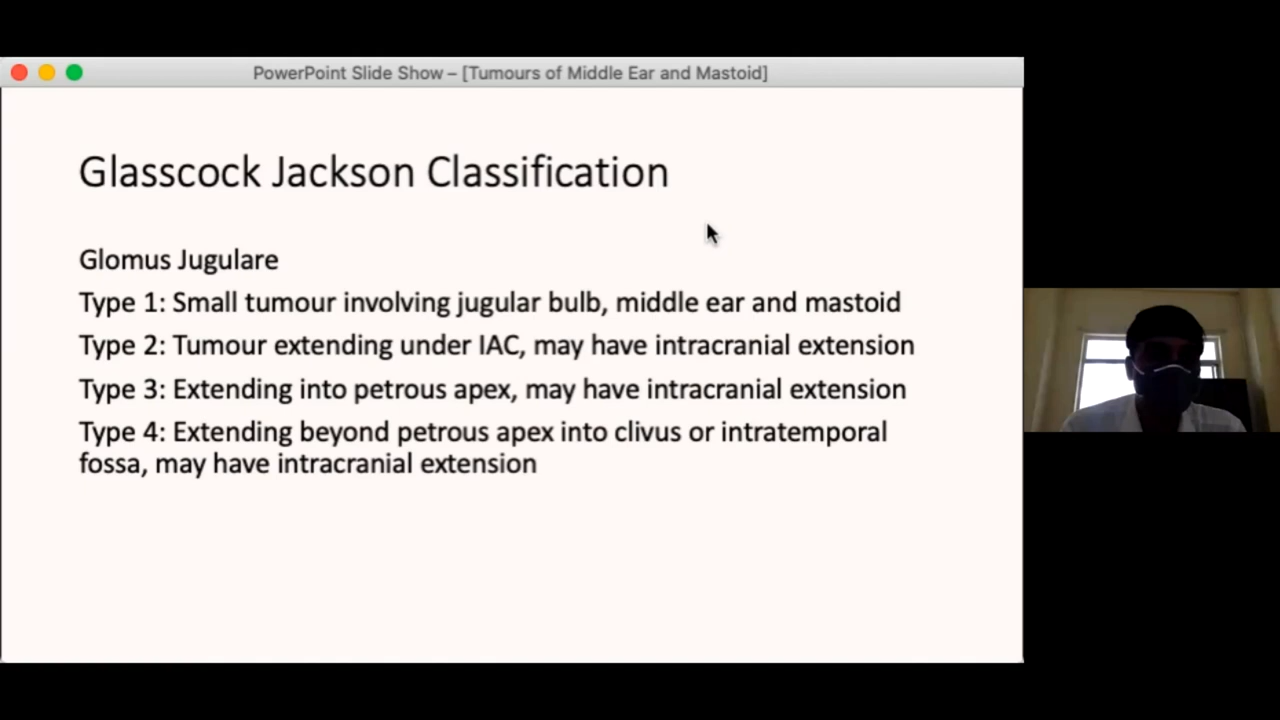 PowerPoint Slide Show – [Tumours of Middle Ear and Mastoid]
Glasscock Jackson Classification
Glomus Jugulare
Type 1: Small tumour involving jugular bulb, middle ear and mastoid
Type 2: Tumour extending under IAC, may have intracranial extension
Type 3: Extending into petrous apex, may have intracranial extension
Type 4: Extending beyond petrous apex into clivus or intratemporal
fossa, may have intracranial extension